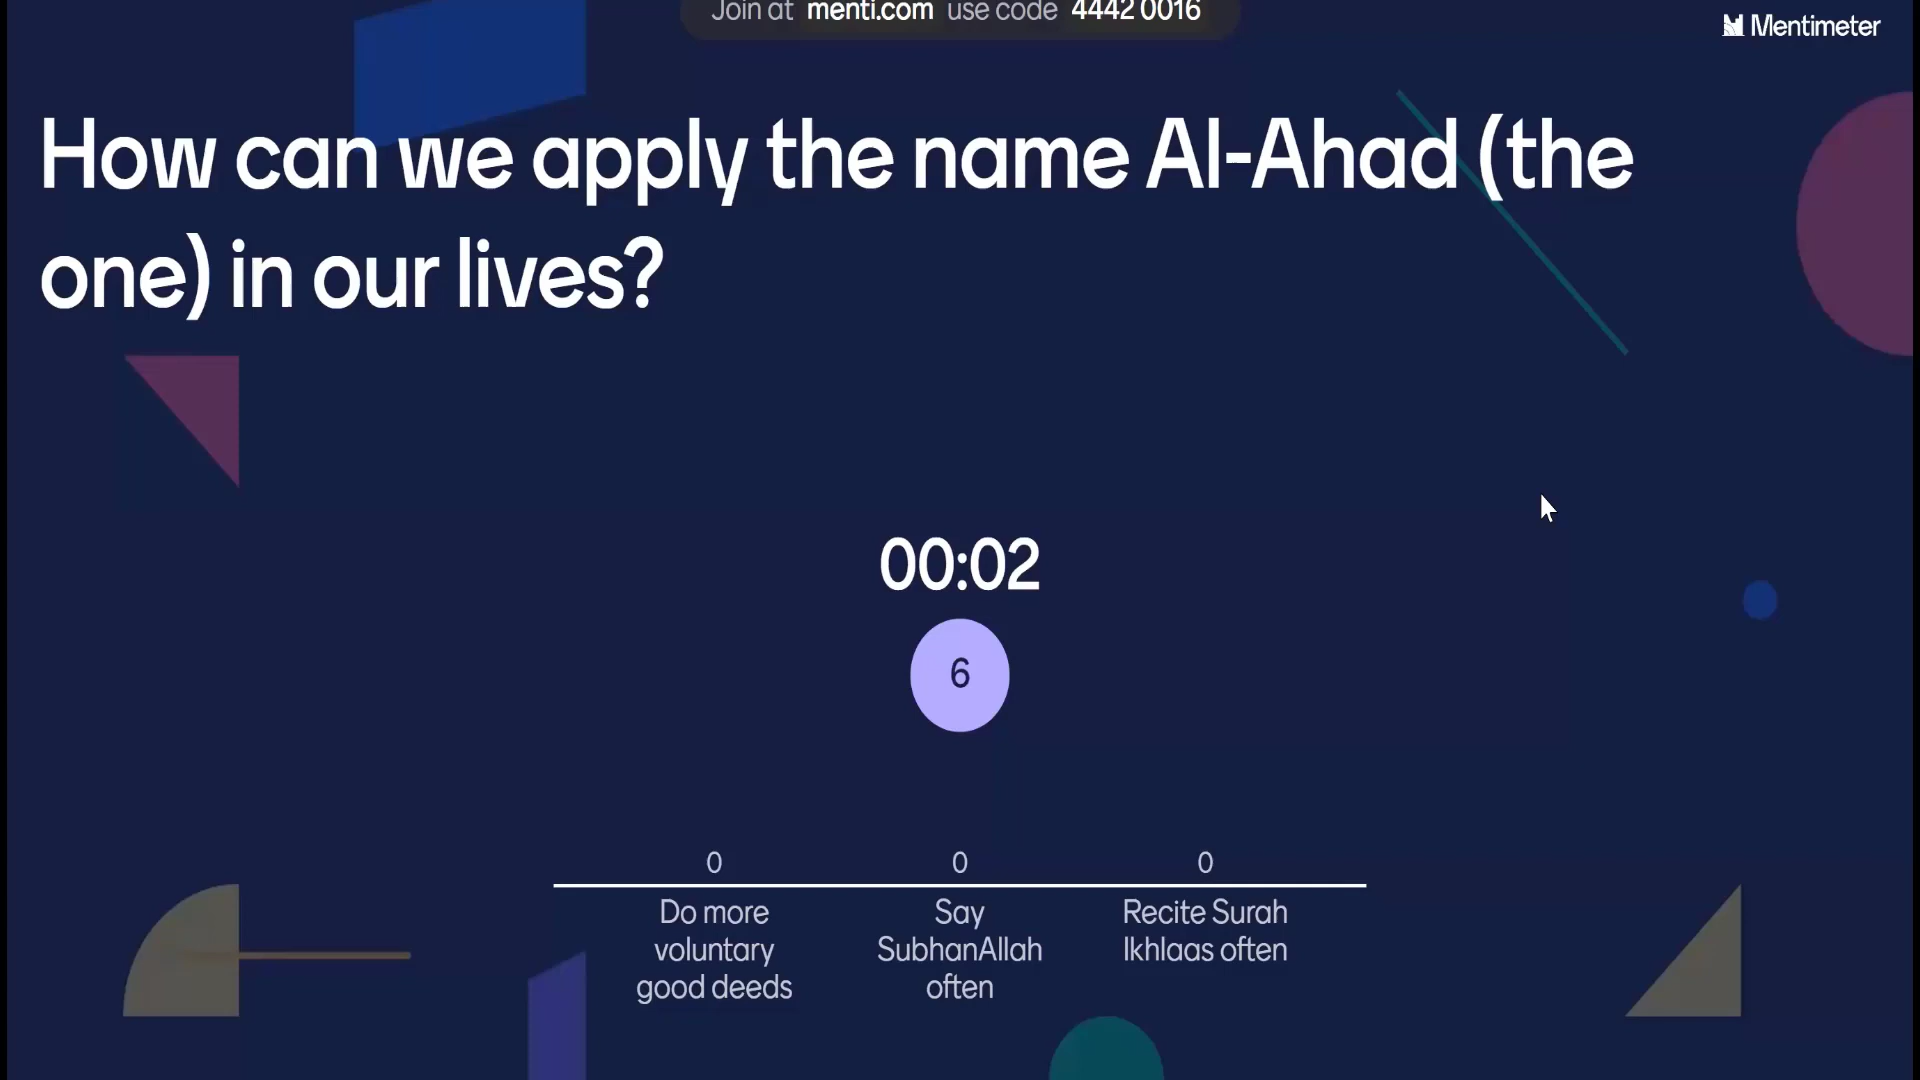 Join at menti.com use code 4442 0016
Mentimeter
How can we apply the name Al-Ahad (the
one) in our lives?
00:02
6
0 0 0
Do more
voluntary
good deeds
Say
SubhanAllah
often
Recite Surah
Ikhlaas often